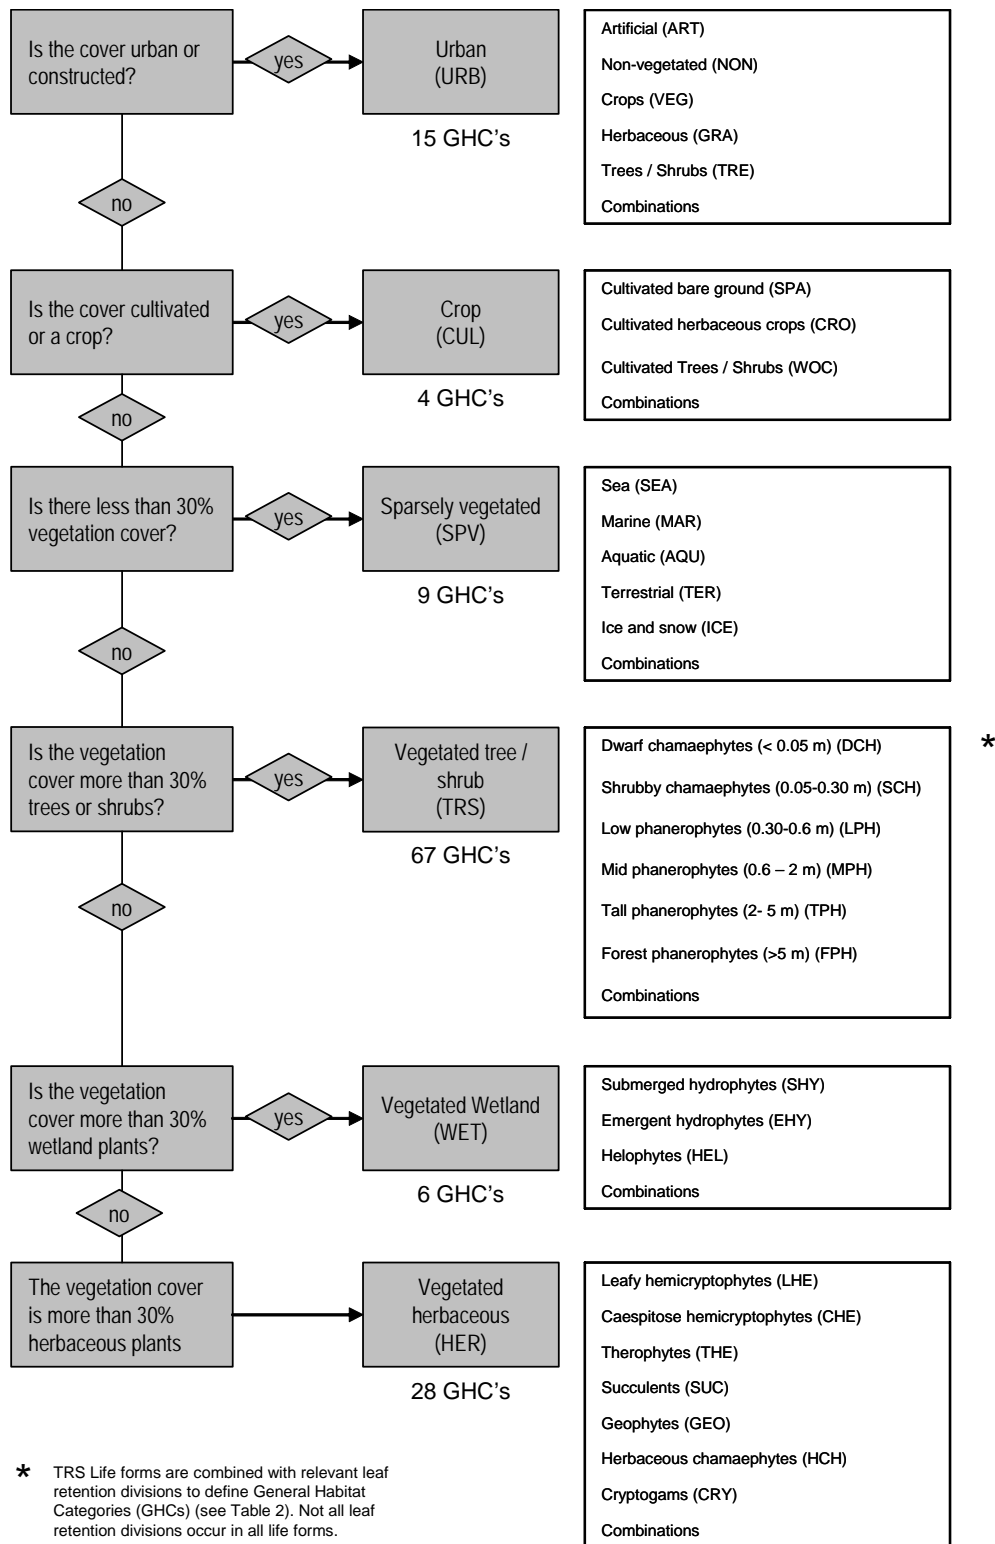 Is the cover urban or
constructed?
yes
Urban
(URB)
15 GHC's
Artificial (ART)
Non-vegetated (NON)
Crops (VEG)
Herbaceous (GRA)
Trees / Shrubs (TRE)
Combinations
no
Is the cover cultivated
or a crop?
yes
Crop
(CUL)
4 GHC's
Cultivated bare ground (SPA)
Cultivated herbaceous crops (CRO)
Cultivated Trees / Shrubs (WOC)
Combinations
no
Is there less than 30%
vegetation cover?
yes
Sparsely vegetated
(SPV)
9 GHC's
Sea (SEA)
Marine (MAR)
Aquatic (AQU)
Terrestrial (TER)
Ice and snow (ICE)
Combinations
no
Is the vegetation
cover more than 30%
trees or shrubs?
yes
Vegetated tree /
shrub
(TRS)
67 GHC's
Dwarf chamaephytes (< 0.05 m) (DCH)
Shrubby chamaephytes (0.05-0.30 m) (SCH)
Low phanerophytes (0.30-0.6 m) (LPH)
Mid phanerophytes (0.6 – 2 m) (MPH)
Tall phanerophytes (2- 5 m) (TPH)
Forest phanerophytes (>5 m) (FPH)
Combinations
*
no
Is the vegetation
cover more than 30%
wetland plants?
yes
Vegetated Wetland
(WET)
6 GHC's
Submerged hydrophytes (SHY)
Emergent hydrophytes (EHY)
Helophytes (HEL)
Combinations
no
The vegetation cover
is more than 30%
herbaceous plants
Vegetated
herbaceous
(HER)
28 GHC's
Leafy hemicryptophytes (LHE)
Caespitose hemicryptophytes (CHE)
Therophytes (THE)
Succulents (SUC)
Geophytes (GEO)
Herbaceous chamaephytes (HCH)
Cryptogams (CRY)
Combinations
* TRS Life forms are combined with relevant leaf
retention divisions to define General Habitat
Categories (GHCs) (see Table 2). Not all leaf
retention divisions occur in all life forms.